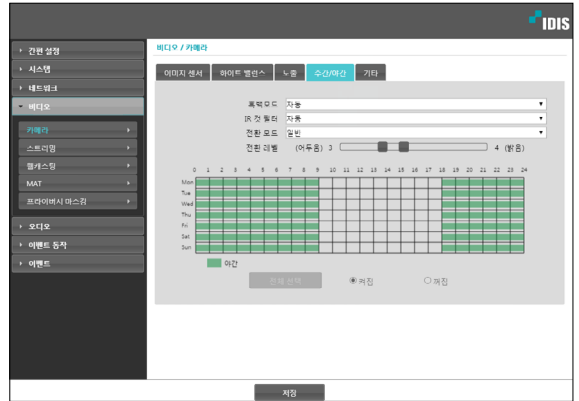 IDIS
간편 설정
시스템
네트워크
비디오
카메라
스트리밍
웹캐스팅
MAT
프라이버시 마스킹
오디오
이벤트 동작
이벤트
비디오 / 카메라
이미지 센서 화이트 밸런스 노출 주간/야간 기타
흑백모드 자동
IR 컷 필터 자동
전환 모드 일반
전환 레벨 (어두음) 3 4 (밝음)
0 1 2 3 4 5 6 7 8 9 10 11 12 13 14 15 16 17 18 19 20 21 22 23 24
Mon
Tue
Wed
Thu
Fri
Sat
Sun
야간
전체 선택 켜짐 꺼짐
저장